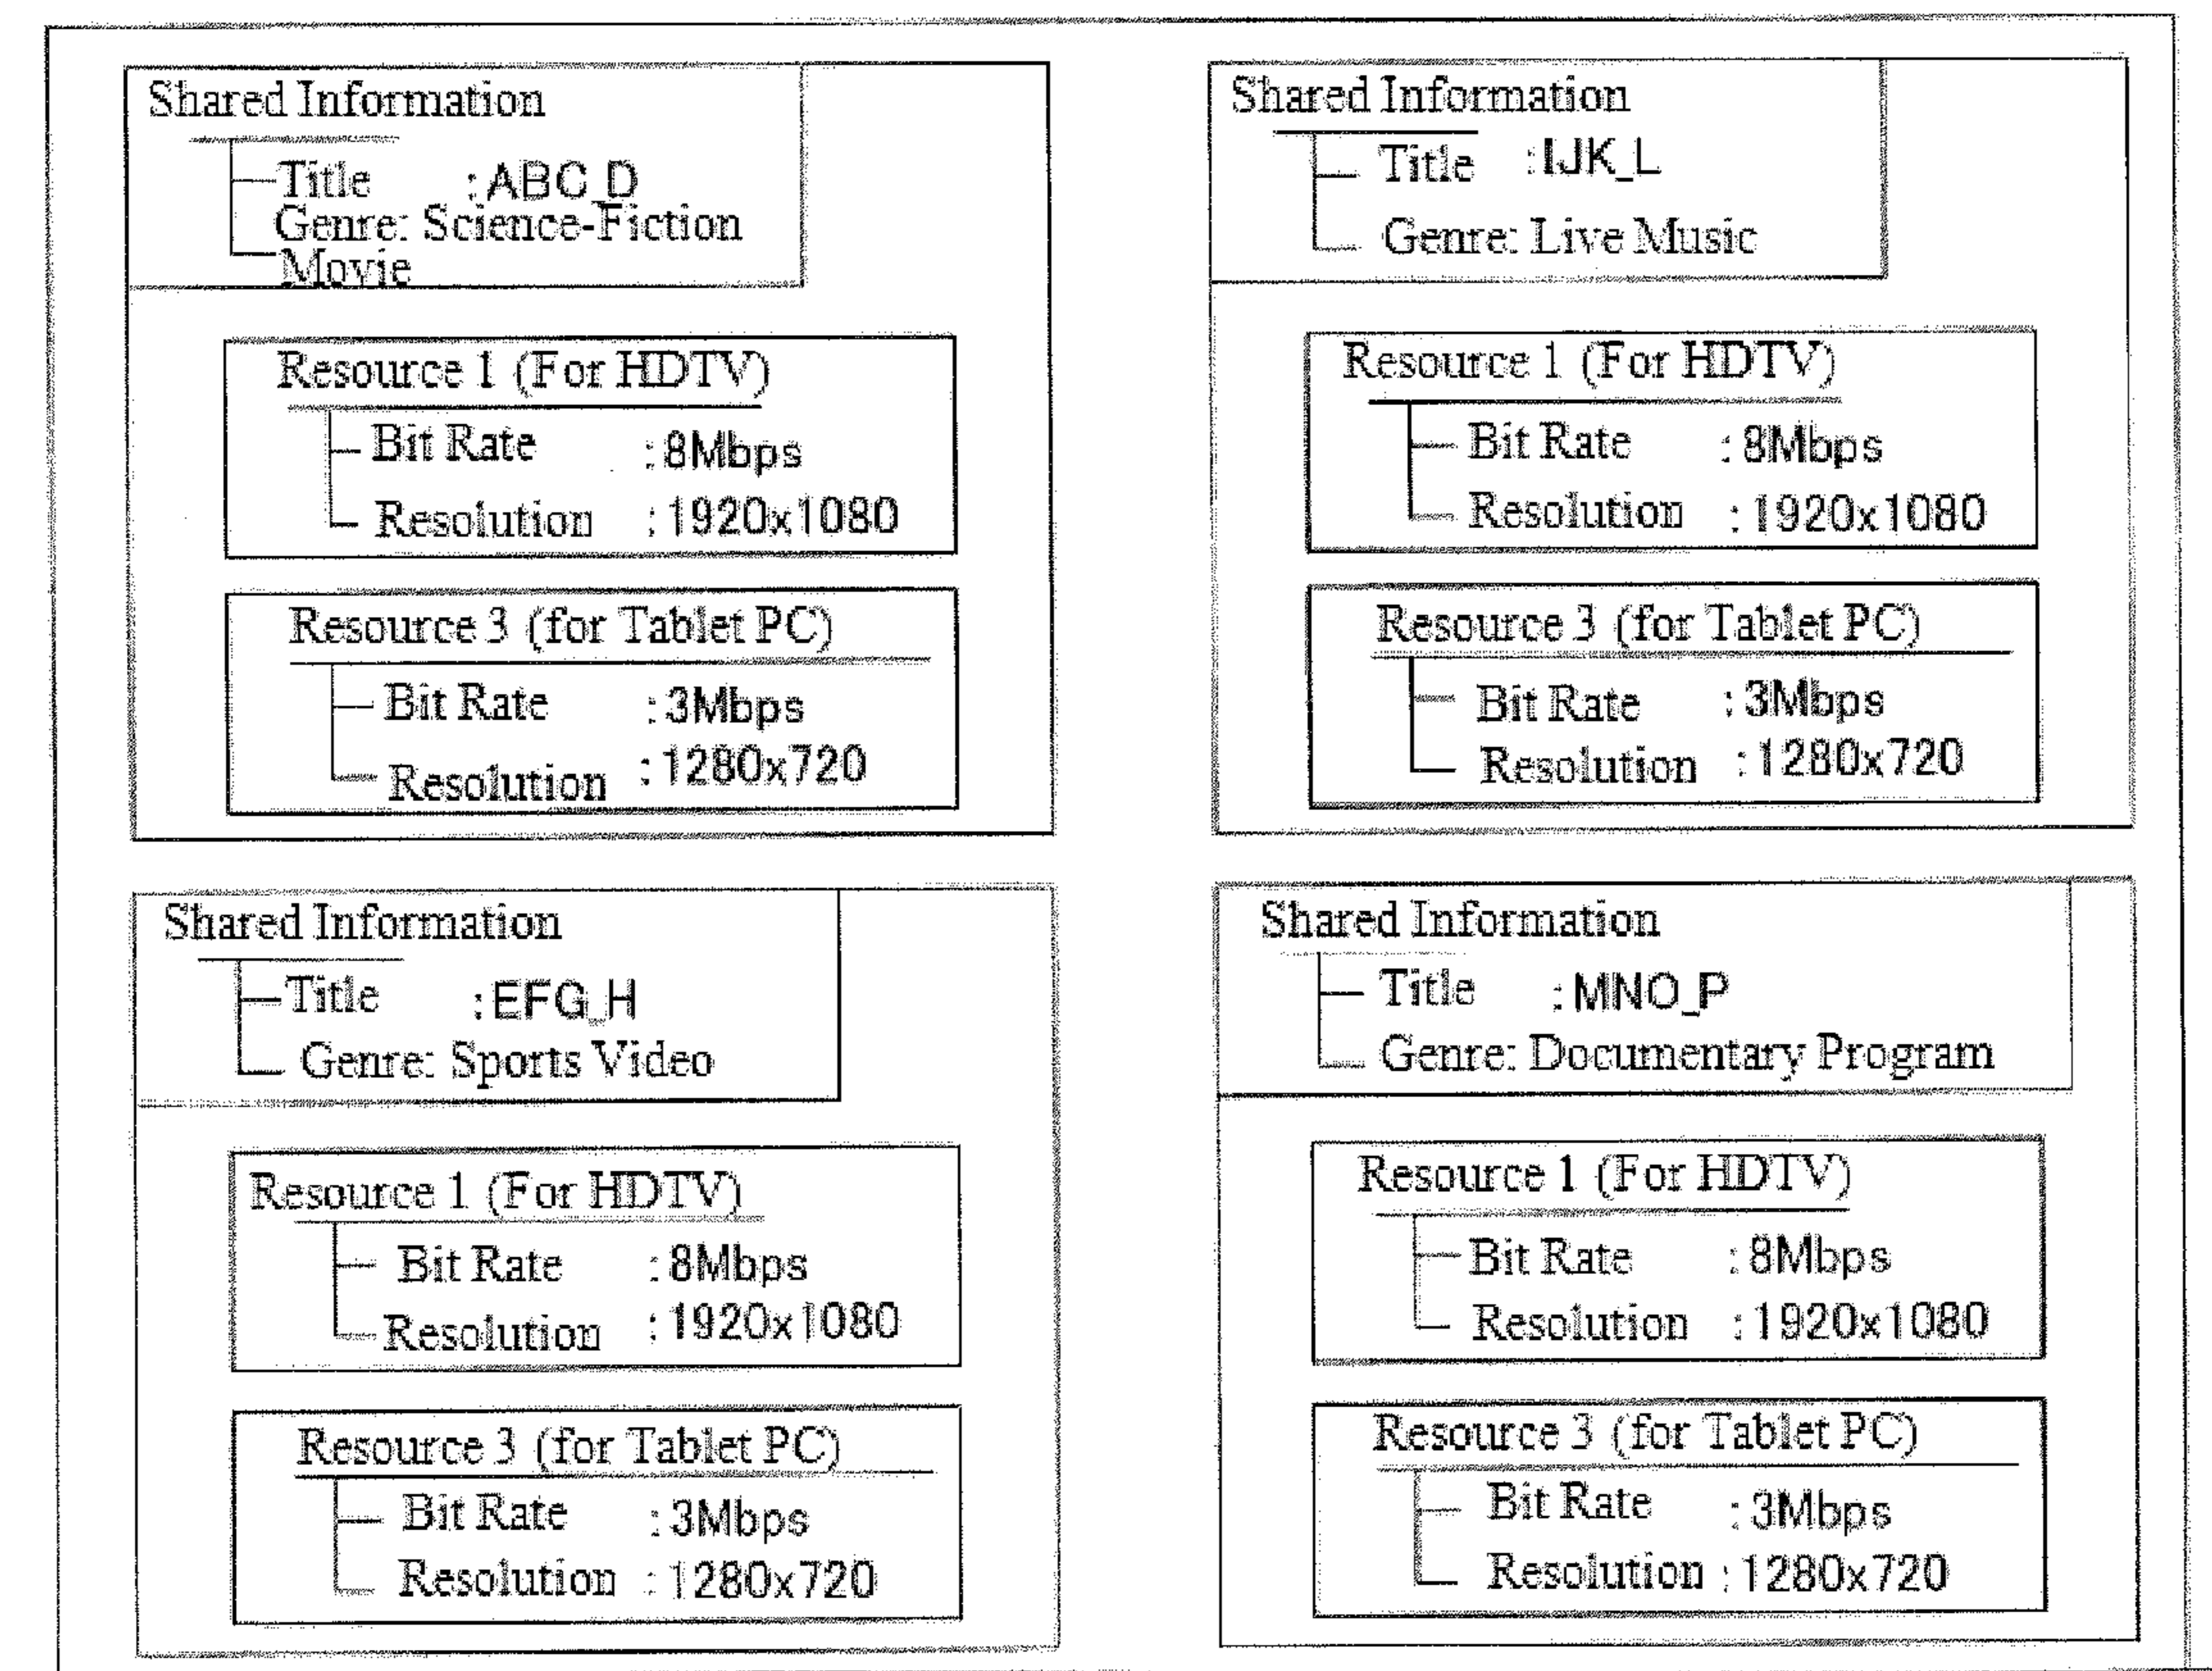 Shared Information
Title :ABC_D
Genre: Science-Fiction
Movie
Resource 1 (For HDTV)
Bit Rate :8Mbps
Resolution :1920x1080
Resource 3 (for Tablet PC)
Bit Rate :3Mbps
Resolution :1280x720
Shared Information
Title :IJK_L
Genre: Live Music
Resource 1 (For HDTV)
Bit Rate :8Mbps
Resolution :1920x1080
Resource 3 (for Tablet PC)
Bit Rate :3Mbps
Resolution :1280x720
Shared Information
Title :EFG_H
Genre: Sports Video
Resource 1 (For HDTV)
Bit Rate :8Mbps
Resolution :1920x1080
Resource 3 (for Tablet PC)
Bit Rate :3Mbps
Resolution :1280x720
Shared Information
Title :MNO_P
Genre: Documentary Program
Resource 1 (For HDTV)
Bit Rate :8Mbps
Resolution :1920x1080
Resource 3 (for Tablet PC)
Bit Rate :3Mbps
Resolution :1280x720